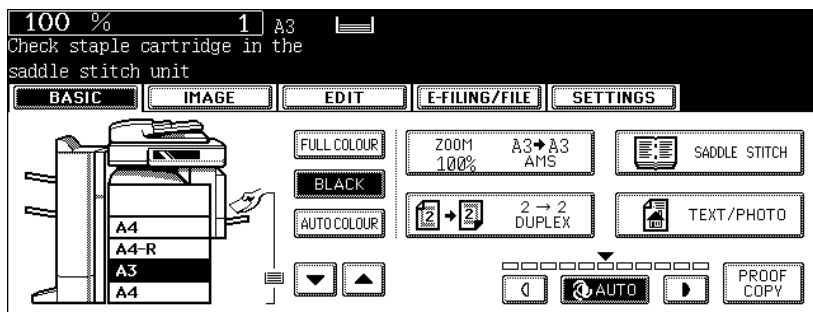 100 % 1 A3
Check staple cartridge in the
saddle stitch unit
BASIC IMAGE EDIT E-FILING/FILE SETTINGS
FULL COLOUR
BLACK
AUTO COLOUR
ZOOM
100%
A3→A3
AMS
SADDLE STITCH
2→2
2 → 2
DUPLEX
TEXT/PHOTO
A4
A4-R
A3
A4
AUTO
PROOF
COPY